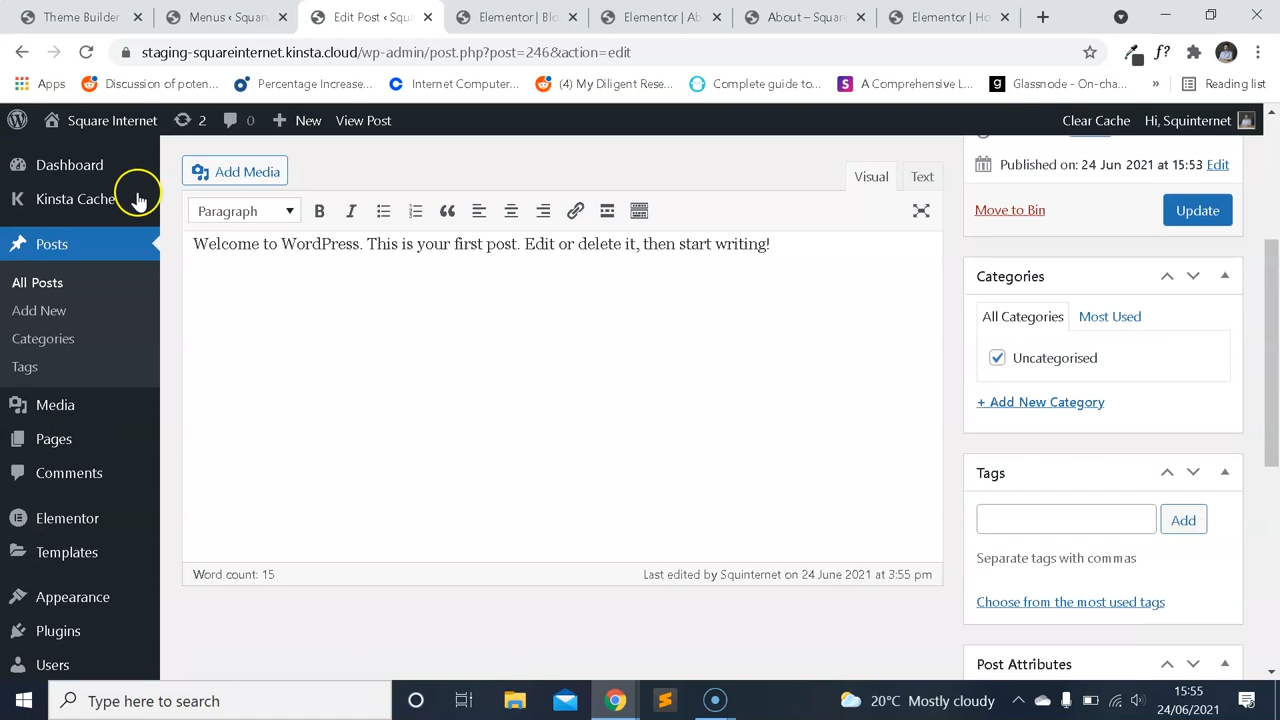 Theme Builder
Menus ‹ Squar
Edit Post ‹ Squa
Elementor | Blo
Elementor | Ab
About – Square
Elementor | Ho
staging-squareinternet.kinsta.cloud/wp-admin/post.php?post=246&action=edit
f?
Apps
Discussion of poten...
Percentage Increase...
Internet Computer...
(4) My Diligent Rese...
Complete guide to...
A Comprehensive L...
Glassnode - On-cha...
»
Reading list
Square Internet
2
0
New
View Post
Clear Cache
Hi, Squinternet
Dashboard
Kinsta Cache
Posts
All Posts
Add New
Categories
Tags
Media
Pages
Comments
Elementor
Templates
Appearance
Plugins
Users
Add Media
Visual
Text
Paragraph
Welcome to WordPress. This is your first post. Edit or delete it, then start writing!
Word count: 15
Last edited by Squinternet on 24 June 2021 at 3:55 pm
Published on: 24 Jun 2021 at 15:53 Edit
Move to Bin
Update
Categories
All Categories
Most Used
Uncategorised
+ Add New Category
Tags
Add
Separate tags with commas
Choose from the most used tags
Post Attributes
Type here to search
20°C Mostly cloudy
15:55
24/06/2021